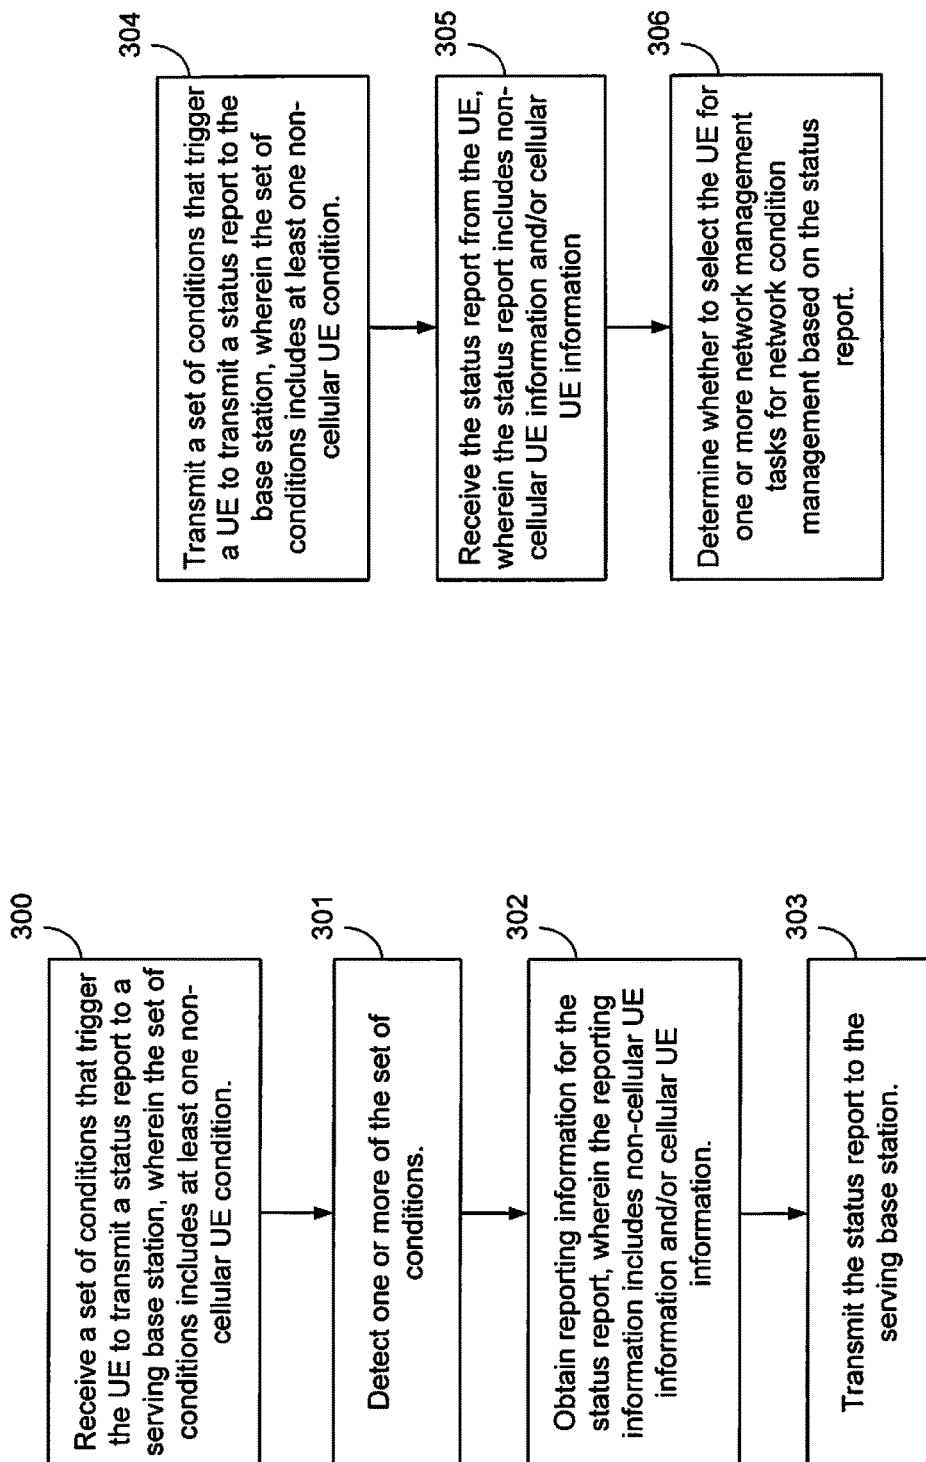 300
Receive a set of conditions that trigger
the UE to transmit a status report to a
serving base station, wherein the set of
conditions includes at least one non-
cellular UE condition.
301
Detect one or more of the set of
conditions.
302
Obtain reporting information for the
status report, wherein the reporting
information includes non-cellular UE
information and/or cellular UE
information.
303
Transmit the status report to the
serving base station.
304
Transmit a set of conditions that trigger
a UE to transmit a status report to the
base station, wherein the set of
conditions includes at least one non-
cellular UE condition.
305
Receive the status report from the UE,
wherein the status report includes non-
cellular UE information and/or cellular
UE information
306
Determine whether to select the UE for
one or more network management
tasks for network condition
management based on the status
report.